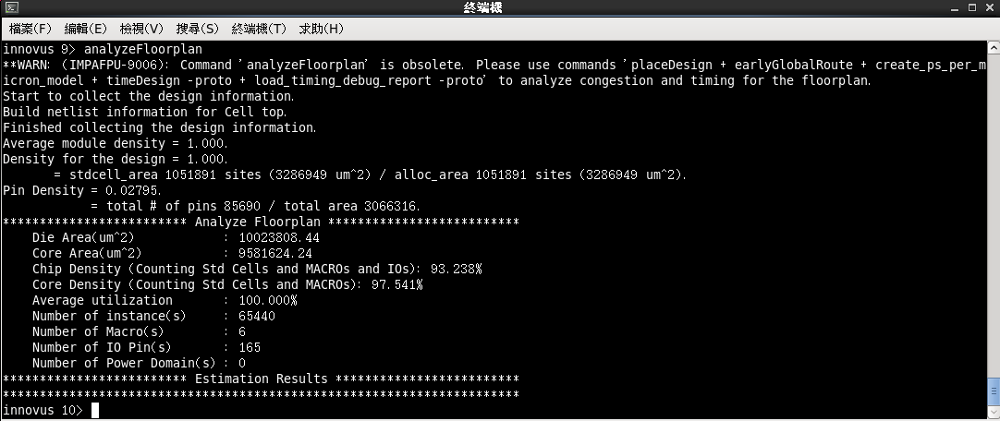 終端機
檔案(F) 編輯(E) 檢視(V) 搜尋(S) 終端機(T) 求助(H)
innovus 9> analyzeFloorplan
**WARN: (IMPAFPU-9006): Command 'analyzeFloorplan' is obsolete. Please use commands 'placeDesign + earlyGlobalRoute + create_ps_per_m
icron_model + timeDesign -proto + load_timing_debug_report -proto' to analyze congestion and timing for the floorplan.
Start to collect the design information.
Build netlist information for Cell top.
Finished collecting the design information.
Average module density = 1.000.
Density for the design = 1.000.
= stdcell_area 1051891 sites (3286949 um^2) / alloc_area 1051891 sites (3286949 um^2).
Pin Density = 0.02795.
= total # of pins 85690 / total area 3066316.
************************* Analyze Floorplan **************************
Die Area(um^2) : 10023808.44
Core Area(um^2) : 9581624.24
Chip Density (Counting Std Cells and MACROs and IOs): 93.238%
Core Density (Counting Std Cells and MACROs): 97.541%
Average utilization : 100.000%
Number of instance(s) : 65440
Number of Macro(s) : 6
Number of IO Pin(s) : 165
Number of Power Domain(s) : 0
************************* Estimation Results *************************
**********************************************************************
innovus 10>